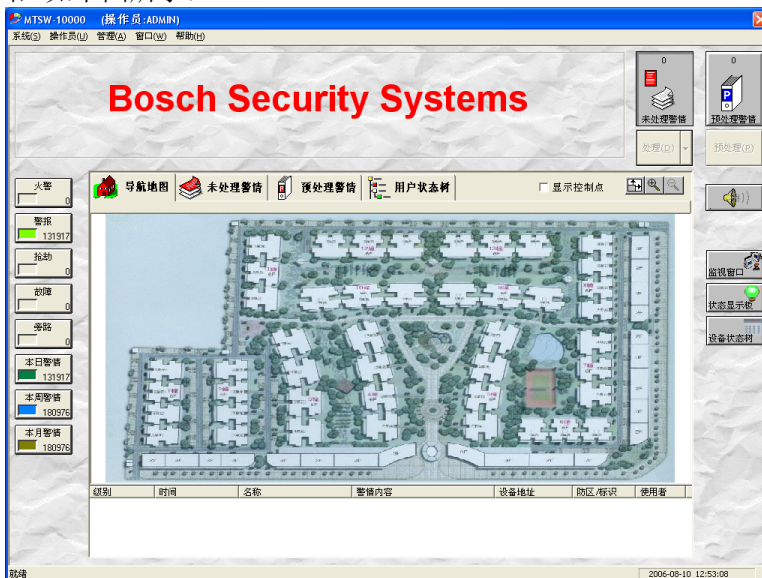 MTSW-10000 (操作员:ADMIN)
系统(S) 操作员(U) 管理(A) 窗口(W) 帮助(H)
Bosch Security Systems
0
未处理警情
处理(D)
0
预处理警情
预处理(P)
火警
0
警报
131917
抢劫
0
故障
0
旁路
0
本日警情
131917
本周警情
180976
本月警情
180976
导航地图 未处理警情 预处理警情 用户状态树 显示控制点
监视窗口
状态显示板
设备状态树
级别 时间 名称 警情内容 设备地址 防区/标识 使用者
就绪 2006-08-10 12:53:08